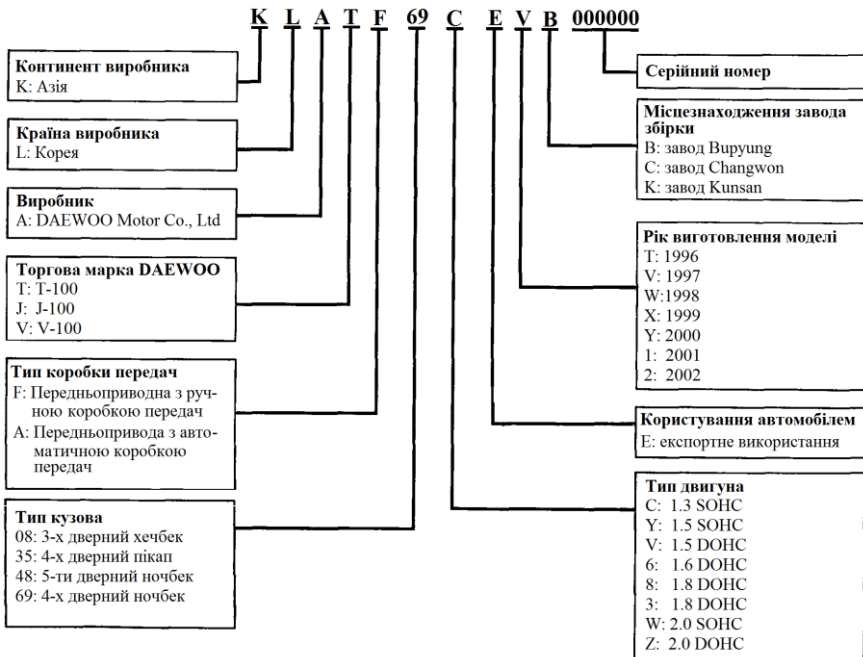 K L A T F 69 C E V B 000000
Континент виробника
K: Азія
Країна виробника
L: Корея
Виробник
A: DAEWOO Motor Co., Ltd
Торгова марка DAEWOO
T: T-100
J: J-100
V: V-100
Тип коробки передач
F: Передньоприводна з руч-
ною коробкою передач
A: Передньопривода з авто-
матичною коробкою
передач
Тип кузова
08: 3-х дверний хечбек
35: 4-х дверний пікап
48: 5-ти дверний ночбек
69: 4-х дверний ночбек
Серійний номер
Місцезнаходження завода
збірки
B: завод Bupyung
C: завод Changwon
K: завод Kunsan
Рік виготовлення моделі
T: 1996
V: 1997
W:1998
X: 1999
Y: 2000
1: 2001
2: 2002
Користування автомобілем
E: експортне використання
Тип двигуна
C: 1.3 SOHC
Y: 1.5 SOHC
V: 1.5 DOHC
6: 1.6 DOHC
8: 1.8 DOHC
3: 1.8 DOHC
W: 2.0 SOHC
Z: 2.0 DOHC